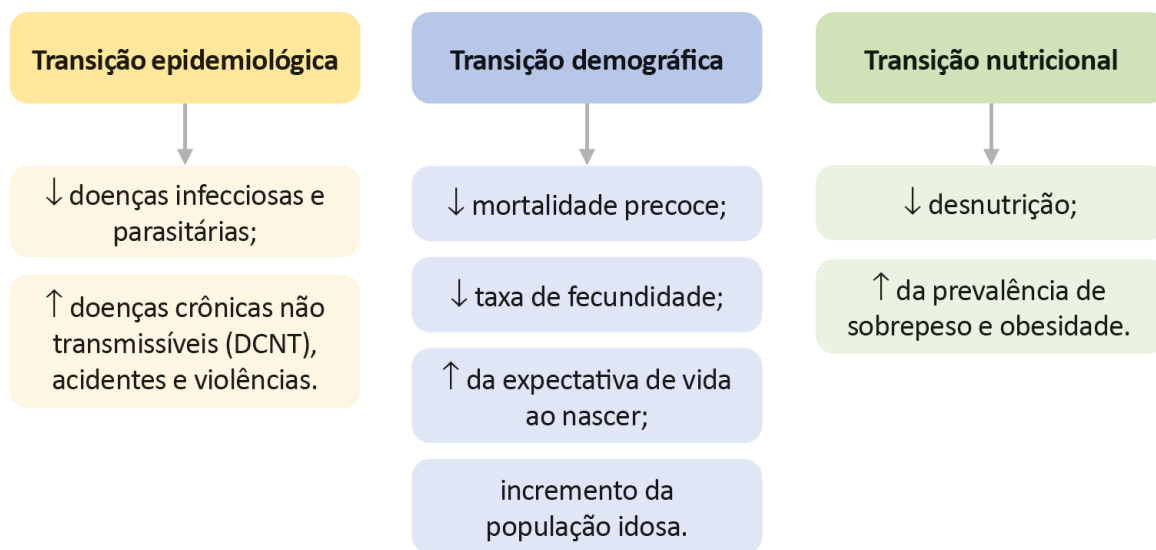 Transição epidemiológica
↓ doenças infecciosas e
parasitárias;
↑ doenças crônicas não
transmissíveis (DCNT),
acidentes e violências.
Transição demográfica
↓ mortalidade precoce;
↓ taxa de fecundidade;
↑ da expectativa de vida
ao nascer;
incremento da
população idosa.
Transição nutricional
↓ desnutrição;
↑ da prevalência de
sobrepeso e obesidade.